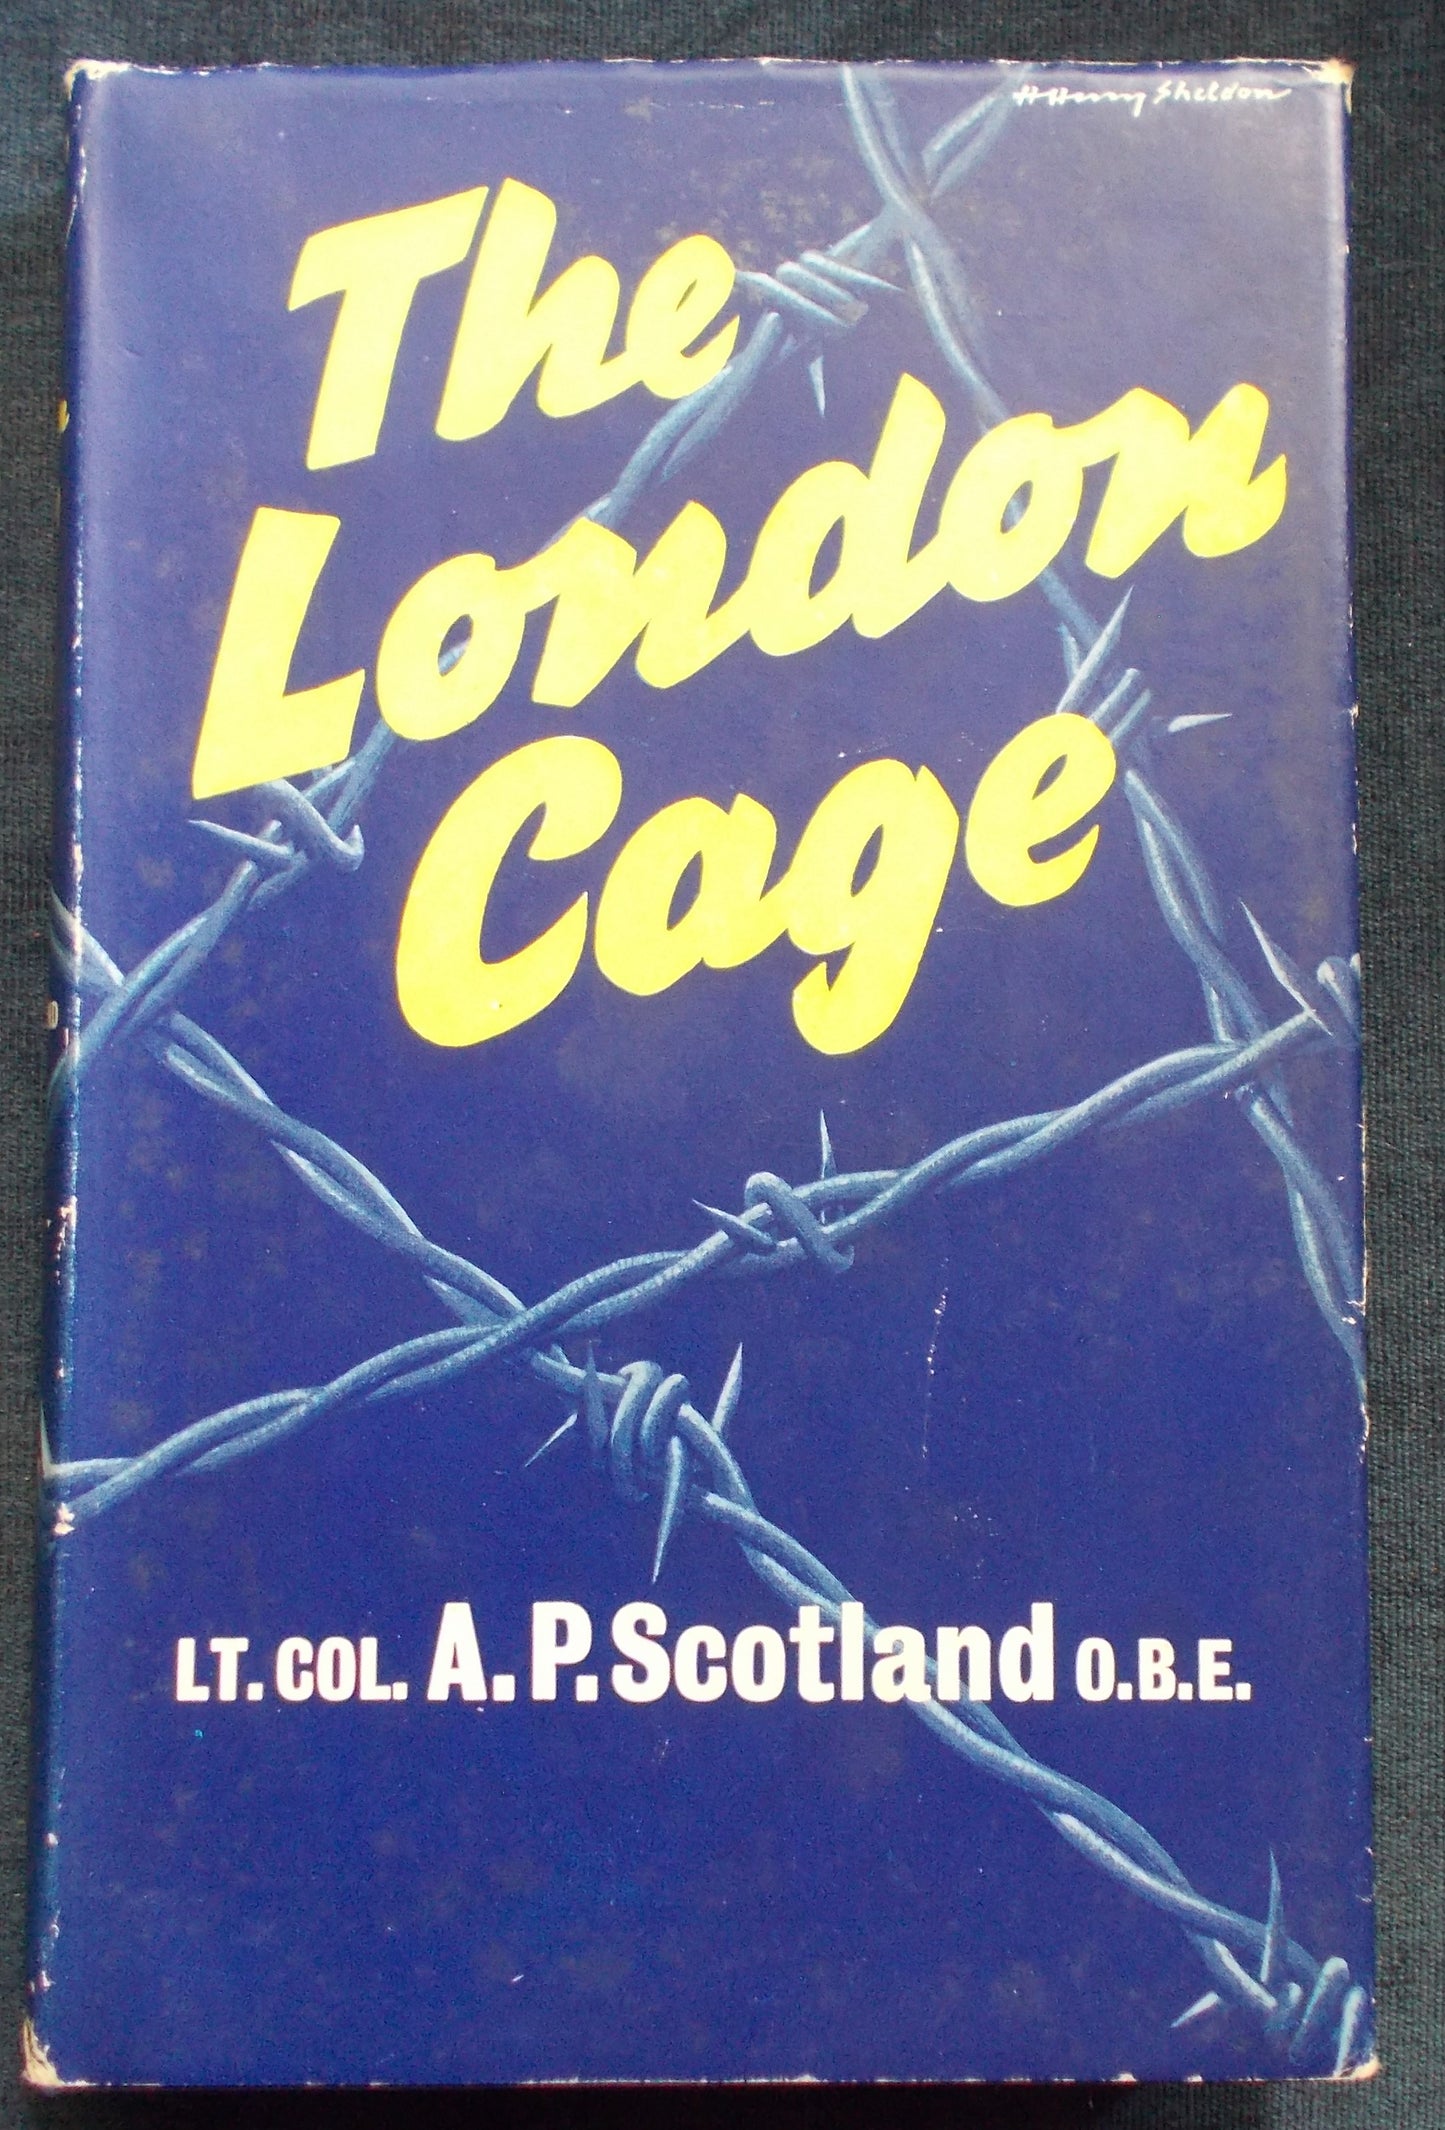 H Henry Sheldon
The
London
Cage
LT. COL. A. P. Scotland O.B.E.